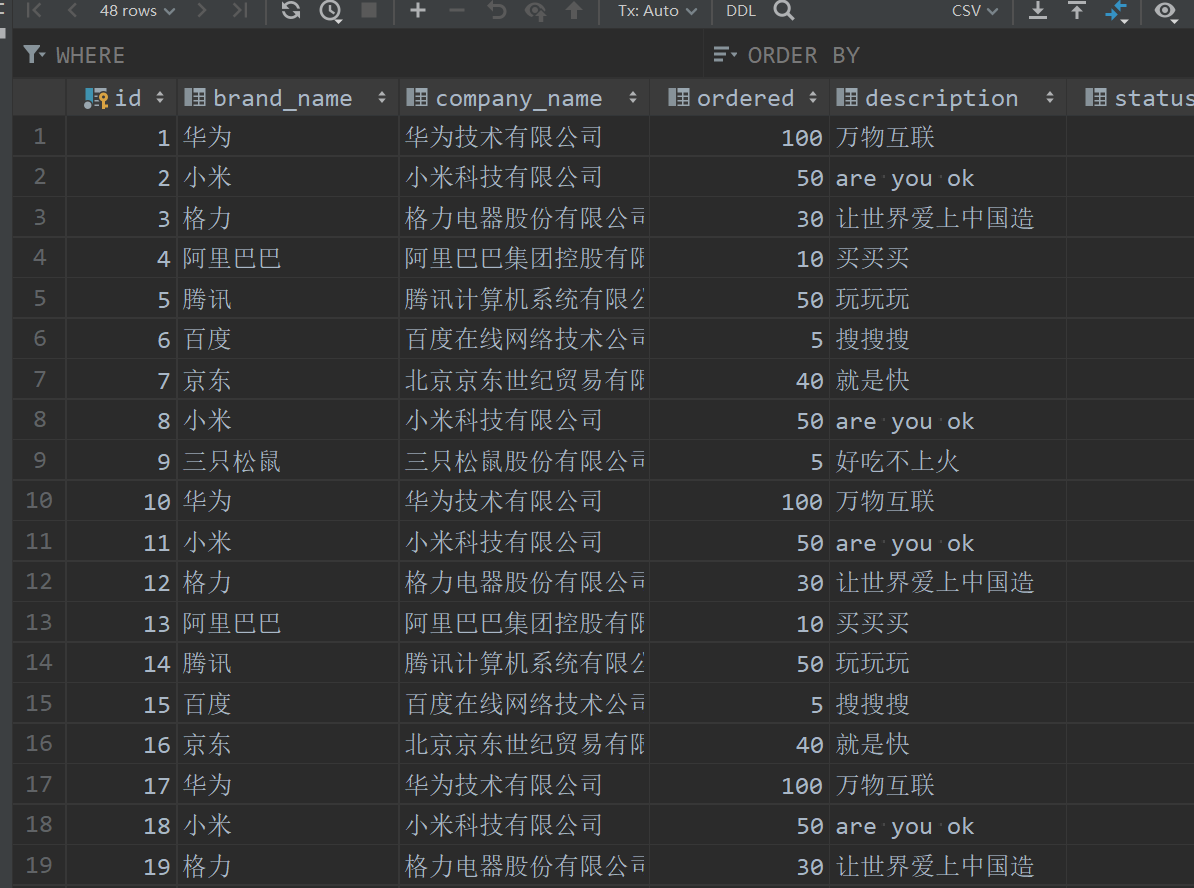 48 rows Tx: Auto DDL CSV
WHERE ORDER BY
id brand_name company_name ordered description status
1 1 华为 华为技术有限公司 100 万物互联
2 2 小米 小米科技有限公司 50 are you ok
3 3 格力 格力电器股份有限公司 30 让世界爱上中国造
4 4 阿里巴巴 阿里巴巴集团控股有限 10 买买买
5 5 腾讯 腾讯计算机系统有限公 50 玩玩玩
6 6 百度 百度在线网络技术公司 5 搜搜搜
7 7 京东 北京京东世纪贸易有限 40 就是快
8 8 小米 小米科技有限公司 50 are you ok
9 9 三只松鼠 三只松鼠股份有限公司 5 好吃不上火
10 10 华为 华为技术有限公司 100 万物互联
11 11 小米 小米科技有限公司 50 are you ok
12 12 格力 格力电器股份有限公司 30 让世界爱上中国造
13 13 阿里巴巴 阿里巴巴集团控股有限 10 买买买
14 14 腾讯 腾讯计算机系统有限公 50 玩玩玩
15 15 百度 百度在线网络技术公司 5 搜搜搜
16 16 京东 北京京东世纪贸易有限 40 就是快
17 17 华为 华为技术有限公司 100 万物互联
18 18 小米 小米科技有限公司 50 are you ok
19 19 格力 格力电器股份有限公司 30 让世界爱上中国造